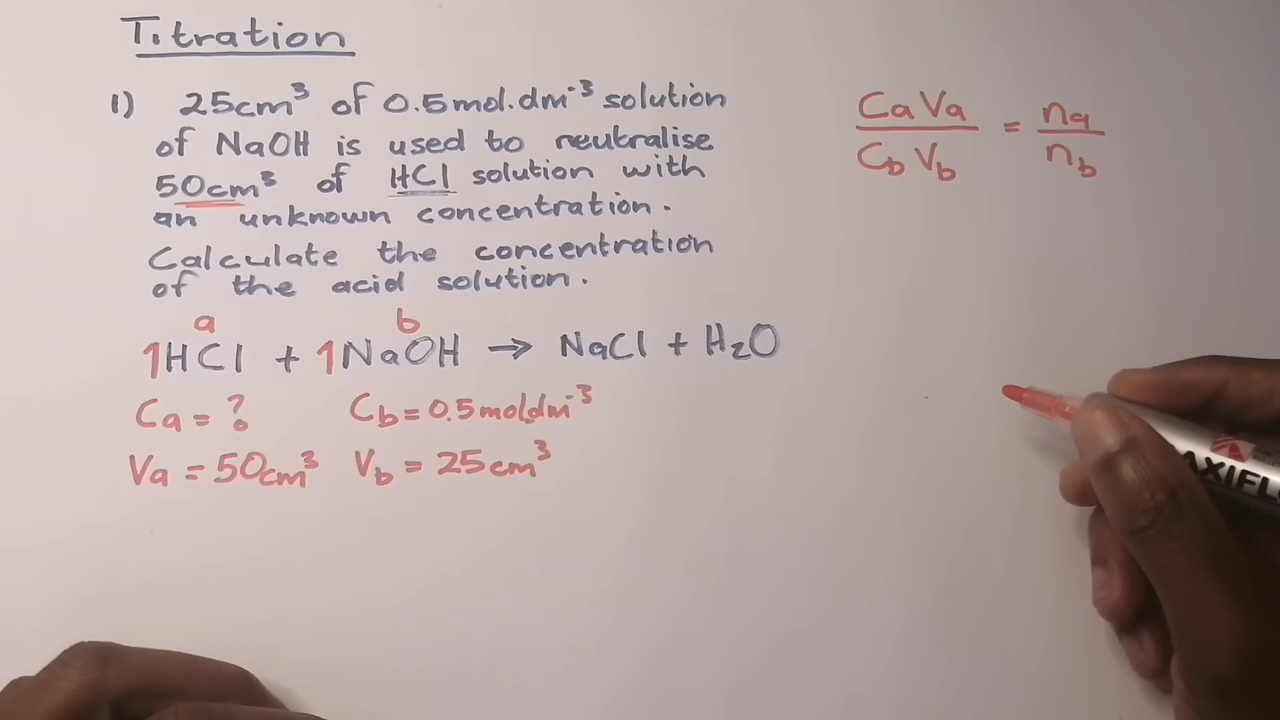 Titration
1) 25cm³ of 0.5mol.dm⁻³ solution
of NaOH is used to neutralise
50cm³ of HCl solution with
an unknown concentration.
Calculate the concentration
of the acid solution.
a b
1HCl + 1NaOH → NaCl + H₂O
Ca = ? Cb = 0.5mol.dm⁻³
Va = 50cm³ Vb = 25cm³
CaVa / CbVb = na / nb